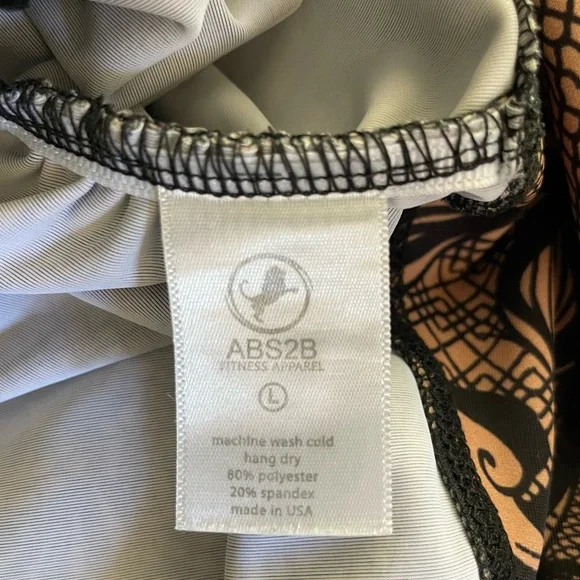 ABS2B
FITNESS APPAREL
L
machine wash cold
hang dry
80% polyester
20% spandex
made in USA